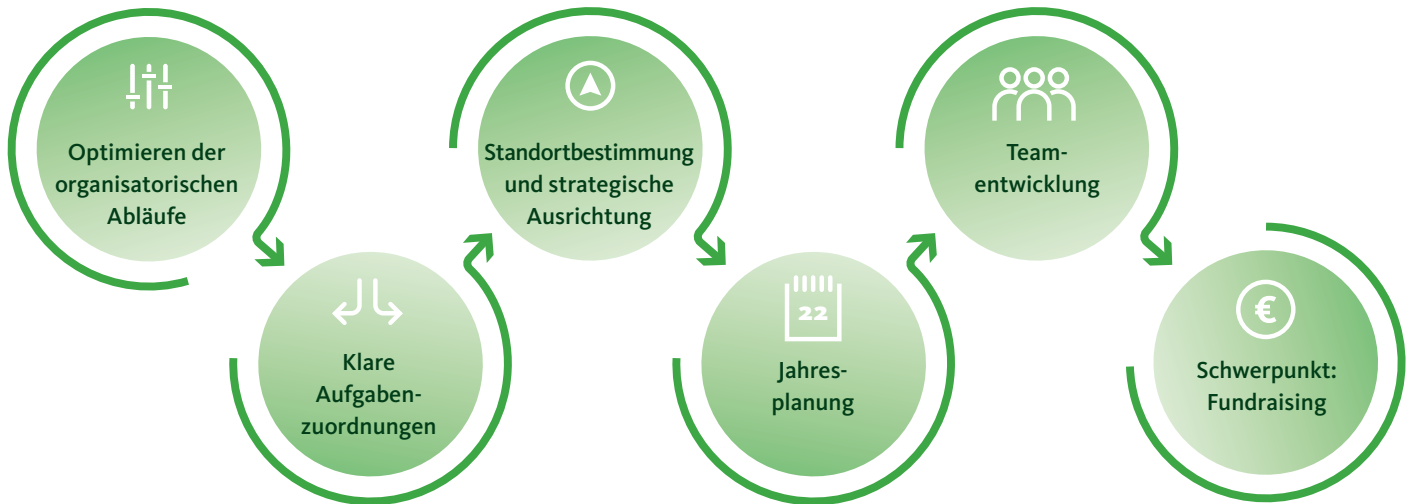 Optimieren der
organisatorischen
Abläufe
Klare
Aufgaben-
zuordnungen
Standortbestimmung
und strategische
Ausrichtung
22
Jahres-
planung
Team-
entwicklung
€
Schwerpunkt:
Fundraising